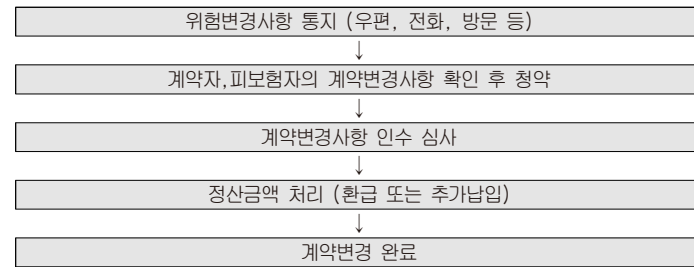 위험변경사항 통지 (우편, 전화, 방문 등)
↓
계약자,피보험자의 계약변경사항 확인 후 청약
↓
계약변경사항 인수 심사
↓
정산금액 처리 (환급 또는 추가납입)
↓
계약변경 완료